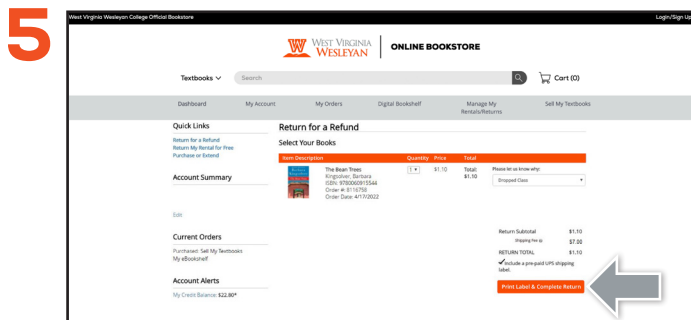 5
West Virginia Wesleyan College Official Bookstore
Login/Sign Up
WEST VIRGINIA
WESLEYAN
ONLINE BOOKSTORE
Textbooks
Search
Cart (0)
Dashboard
My Account
My Orders
Digital Bookshelf
Manage My
Rentals/Returns
Sell My Textbooks
Quick Links
Return for a Refund
Return My Rental for Free
Purchase or Extend
Account Summary
Edit
Current Orders
Purchased: Sell My Textbooks
My eBookshelf
Account Alerts
My Credit Balance: $22.80*
Return for a Refund
Select Your Books
Item Description Quantity Price Total
The Bean Trees
Kingsolver, Barbara
ISBN: 9780060915544
Order #: 8116758
Order Date: 4/17/2022
1
$1.10
Total:
$1.10
Please let us know why:
Dropped Class
Return Subtotal $1.10
Shipping Fee $7.00
RETURN TOTAL $1.10
Include a pre-paid UPS shipping
label.
Print Label & Complete Return